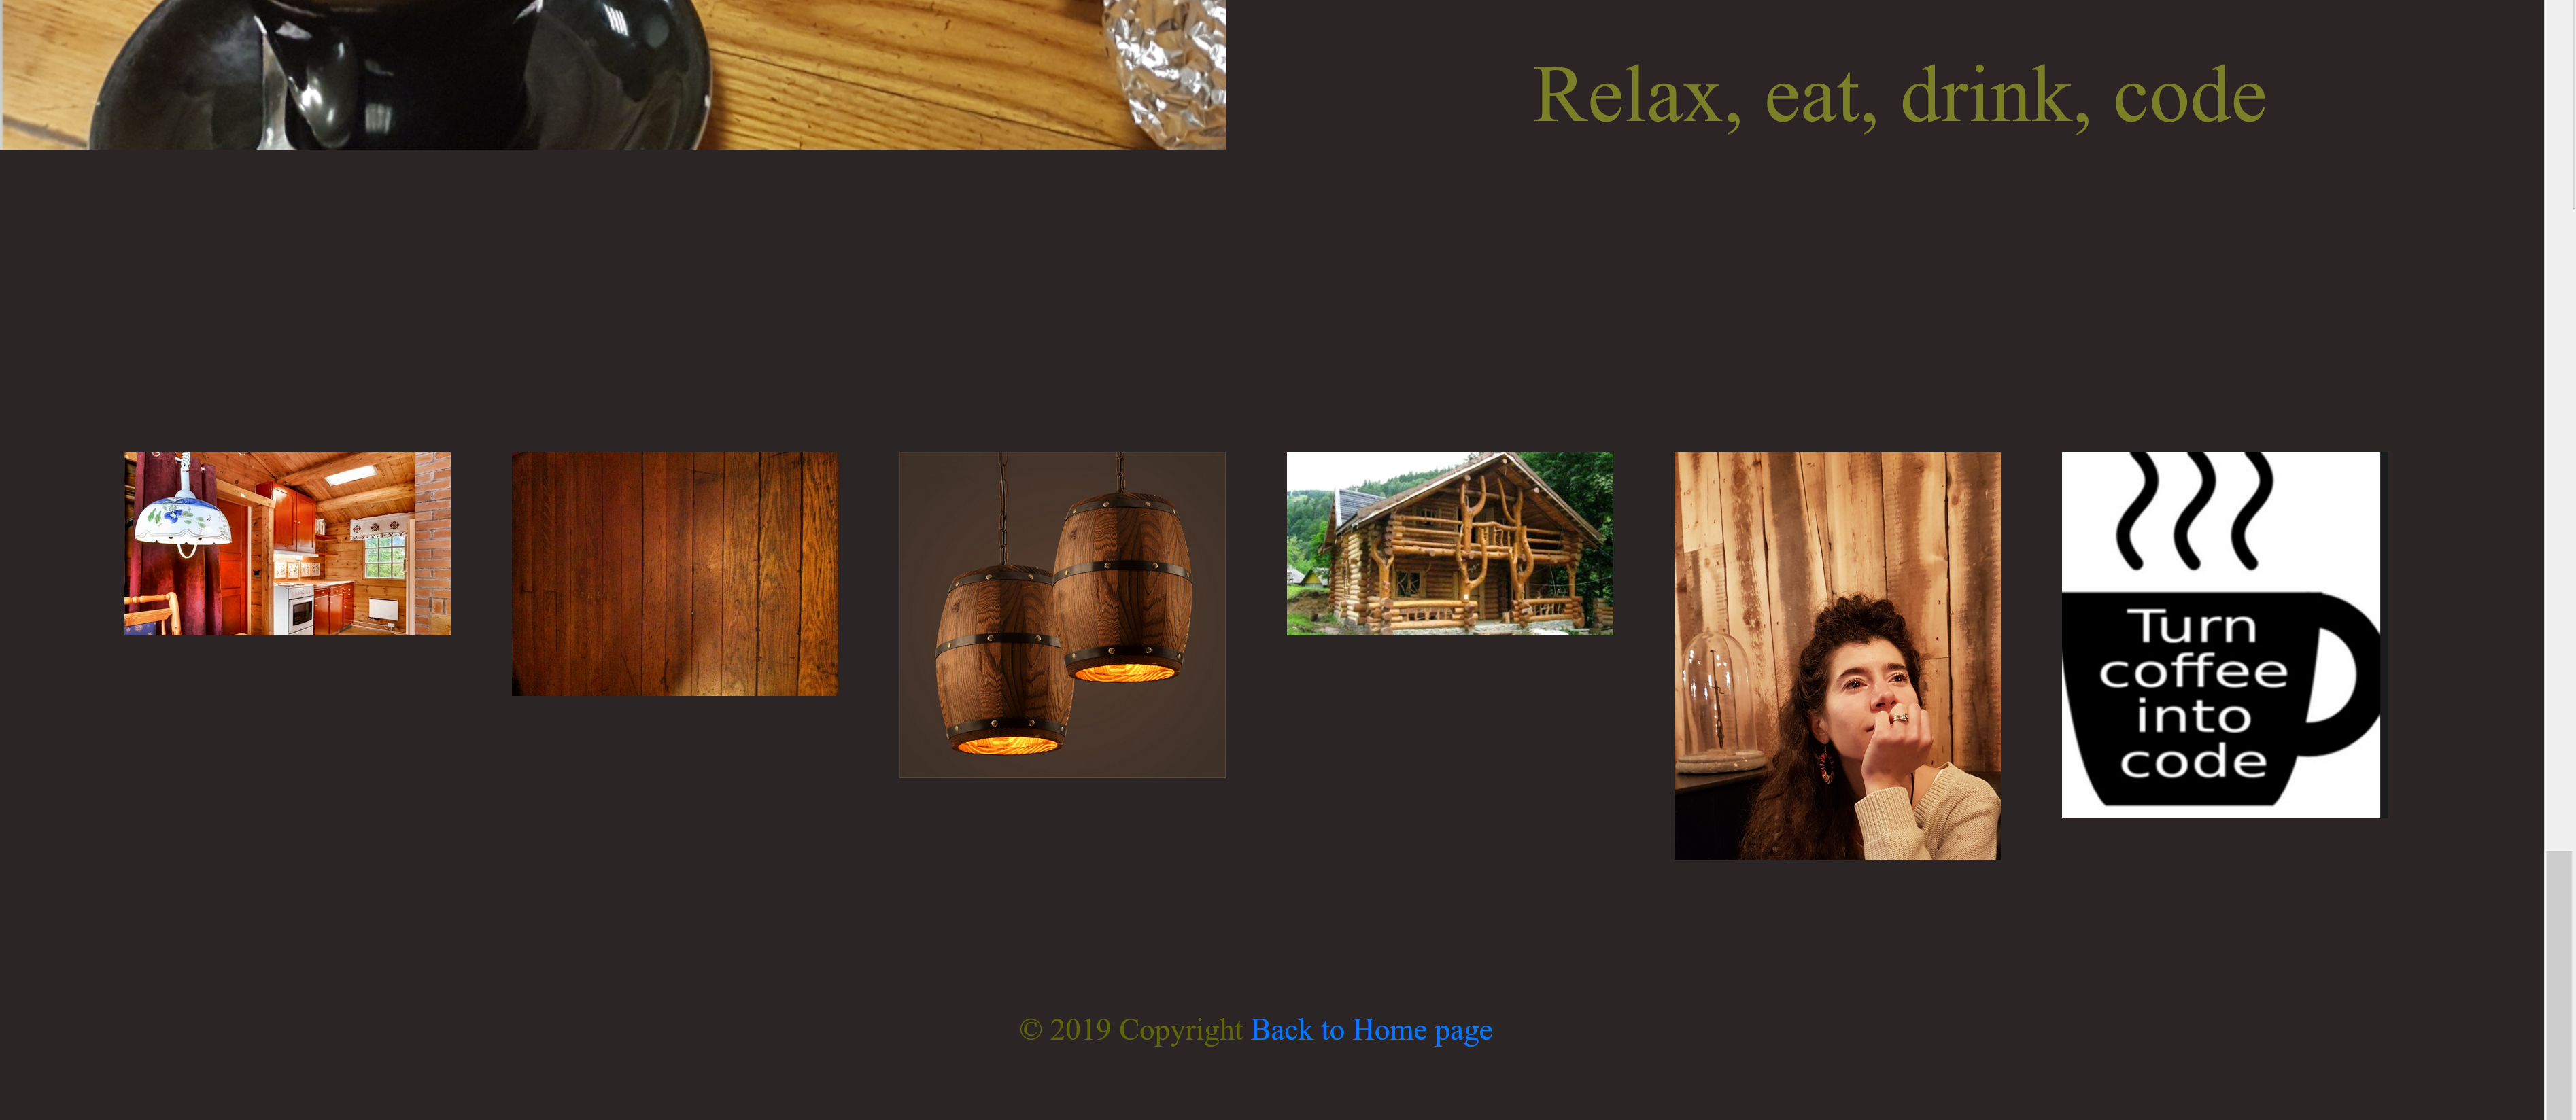 Relax, eat, drink, code
Turn
coffee
into
code
© 2019 Copyright Back to Home page